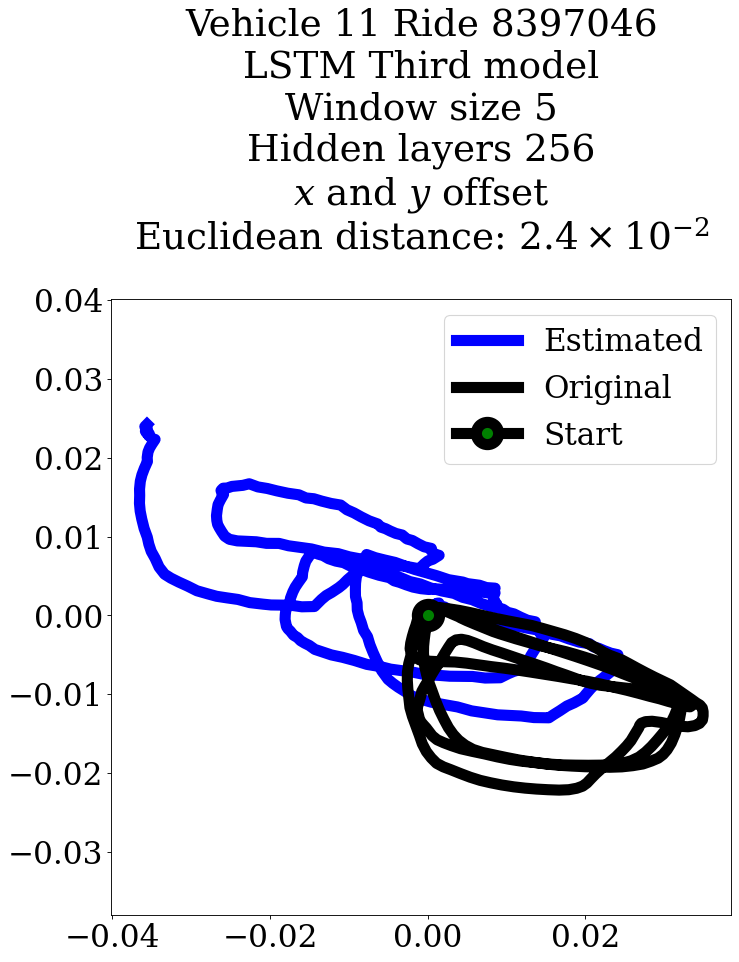 Vehicle 11 Ride 8397046
LSTM Third model
Window size 5
Hidden layers 256
x and y offset
Euclidean distance: 2.4 × 10⁻²
0.04
0.03
0.02
0.01
0.00
−0.01
−0.02
−0.03
Estimated
Original
Start
−0.04
−0.02
0.00
0.02